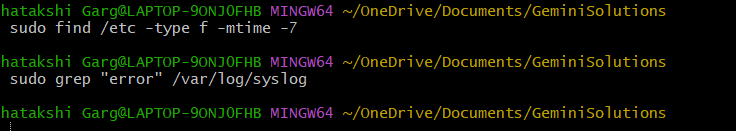 hatakshi Garg@LAPTOP-9ONJ0FHB MINGW64 ~/OneDrive/Documents/GeminiSolutions
sudo find /etc -type f -mtime -7
hatakshi Garg@LAPTOP-9ONJ0FHB MINGW64 ~/OneDrive/Documents/GeminiSolutions
sudo grep "error" /var/log/syslog
hatakshi Garg@LAPTOP-9ONJ0FHB MINGW64 ~/OneDrive/Documents/GeminiSolutions